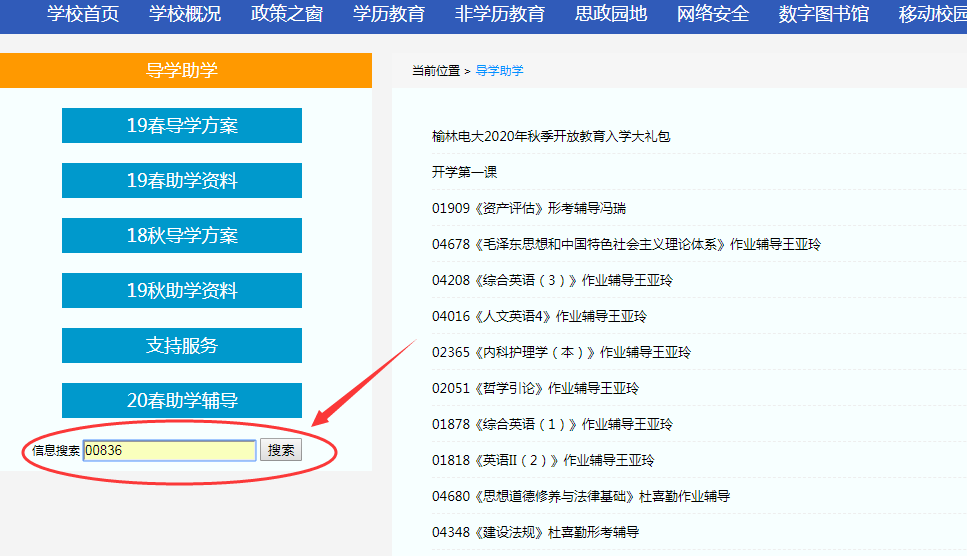 学校首页 学校概况 政策之窗 学历教育 非学历教育 思政园地 网络安全 数字图书馆 移动校园
导学助学
19春导学方案
19春助学资料
18秋导学方案
19秋助学资料
支持服务
20春助学辅导
信息搜索 00836 搜索
当前位置 > 导学助学
榆林电大2020年秋季开放教育入学大礼包
开学第一课
01909《资产评估》形考辅导冯瑞
04678《毛泽东思想和中国特色社会主义理论体系》作业辅导王亚玲
04208《综合英语（3）》作业辅导王亚玲
04016《人文英语4》作业辅导王亚玲
02365《内科护理学（本）》作业辅导王亚玲
02051《哲学引论》作业辅导王亚玲
01878《综合英语（1）》作业辅导王亚玲
01818《英语II（2）》作业辅导王亚玲
04680《思想道德修养与法律基础》杜喜勤作业辅导
04348《建设法规》杜喜勤形考辅导